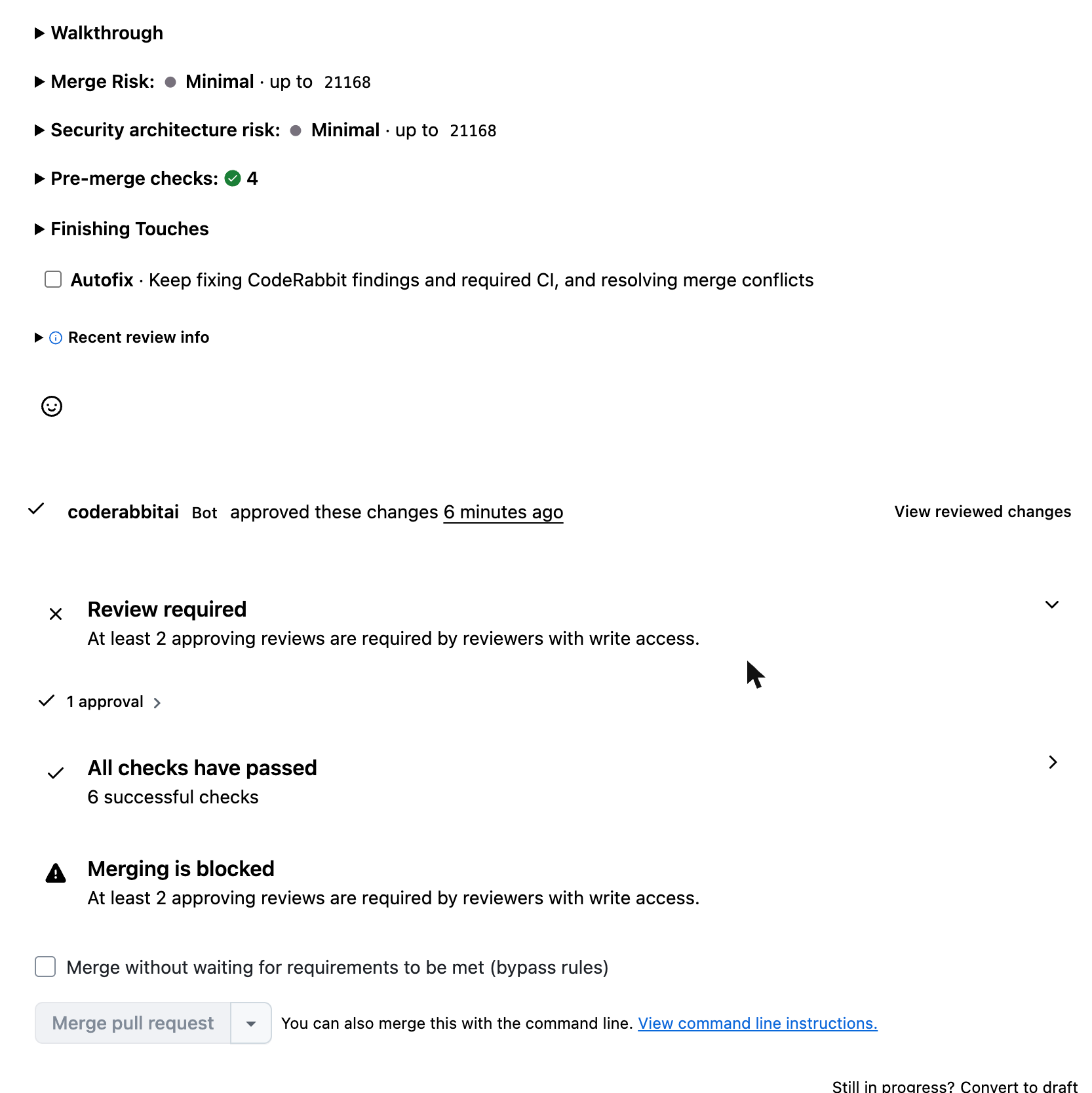 Walkthrough
Merge Risk: Minimal · up to 21168
Security architecture risk: Minimal · up to 21168
Pre-merge checks: 4
Finishing Touches
Autofix · Keep fixing CodeRabbit findings and required CI, and resolving merge conflicts
Recent review info
coderabbitai Bot approved these changes 6 minutes ago View reviewed changes
Review required
At least 2 approving reviews are required by reviewers with write access.
1 approval
All checks have passed
6 successful checks
Merging is blocked
At least 2 approving reviews are required by reviewers with write access.
Merge without waiting for requirements to be met (bypass rules)
Merge pull request You can also merge this with the command line. View command line instructions.
Still in progress? Convert to draft